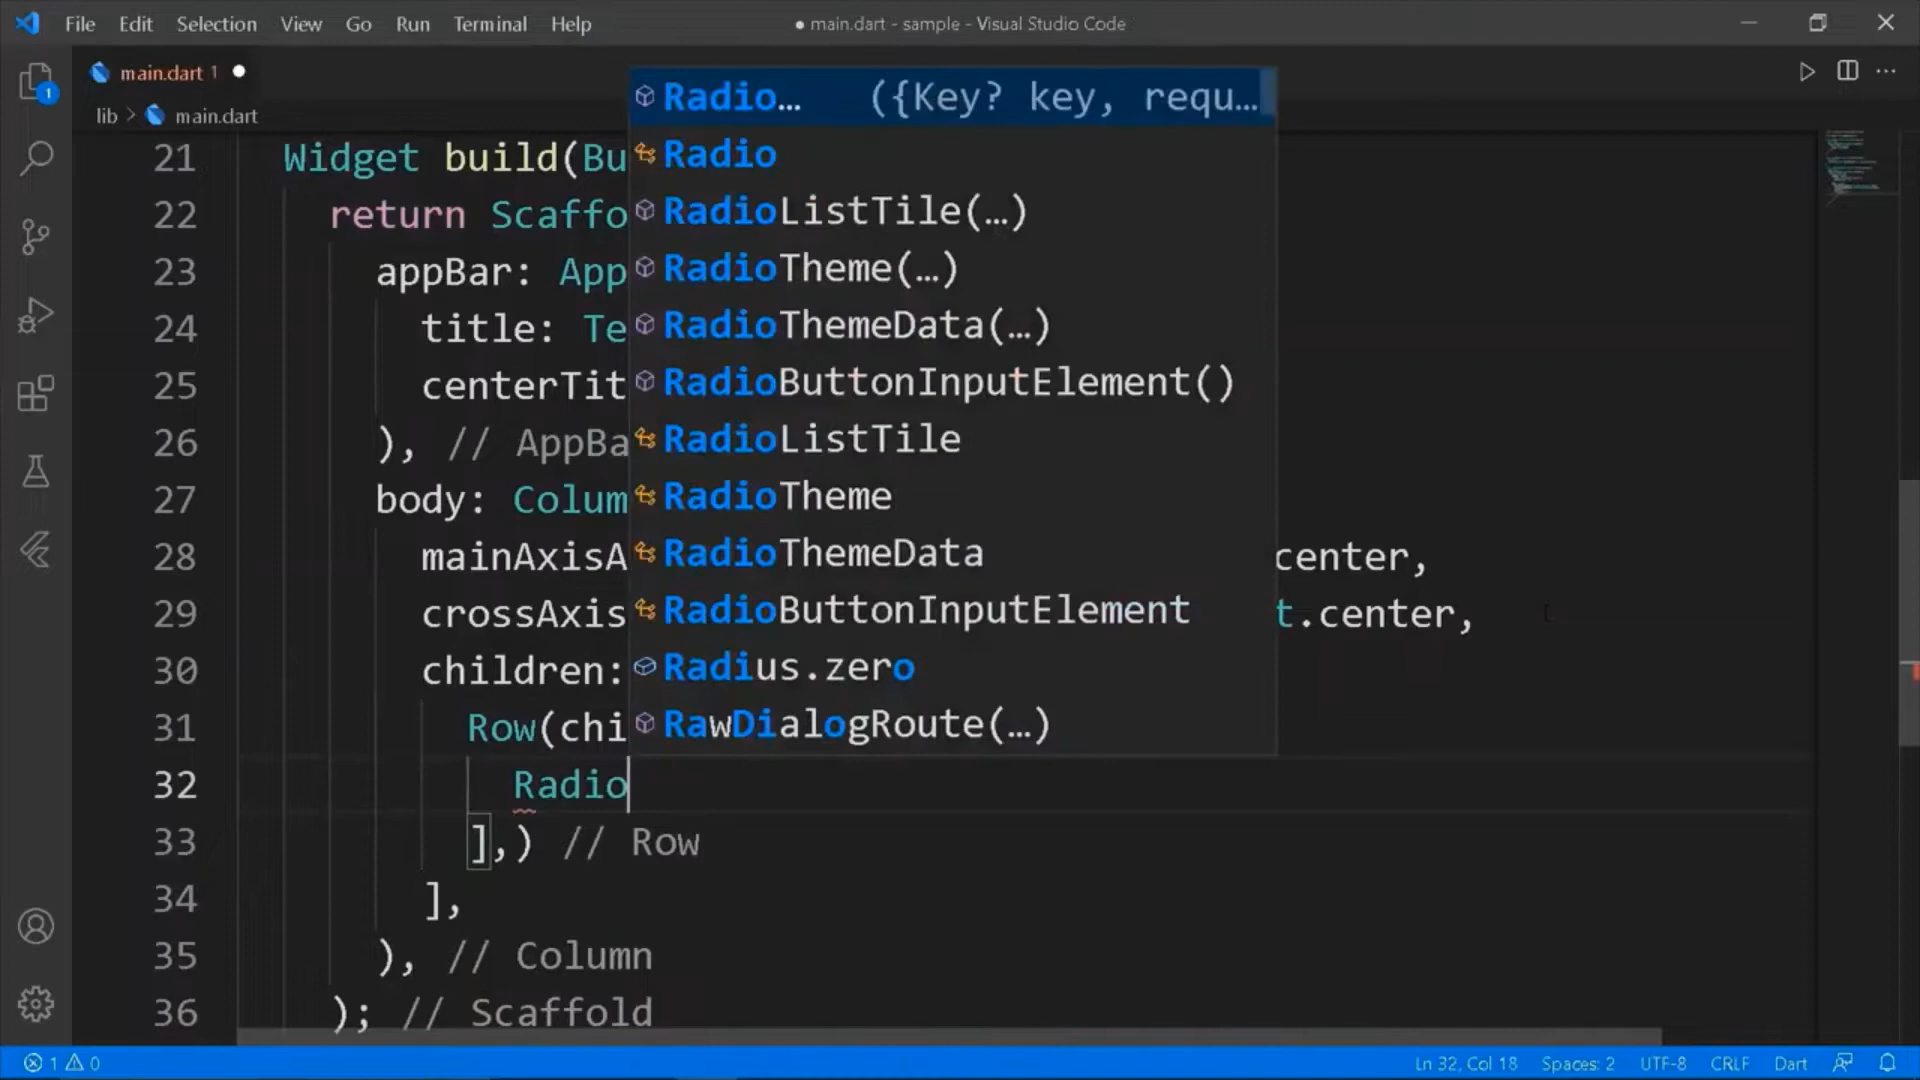 File Edit Selection View Go Run Terminal Help
● main.dart - sample - Visual Studio Code
main.dart 1
lib > main.dart
Radio… ({Key? key, requ…
Radio
RadioListTile(…)
RadioTheme(…)
RadioThemeData(…)
RadioButtonInputElement()
RadioListTile
RadioTheme
RadioThemeData
RadioButtonInputElement
Radius.zero
RawDialogRoute(…)
21 Widget build(Bu
22 return Scaffo
23 appBar: App
24 title: Te
25 centerTit
26 ), // AppBa
27 body: Colum
28 mainAxisA center,
29 crossAxis t.center,
30 children:
31 Row(chi
32 Radio
33 ],) // Row
34 ],
35 ), // Column
36 ); // Scaffold
1
1 0
Ln 32, Col 18 Spaces: 2 UTF-8 CRLF Dart